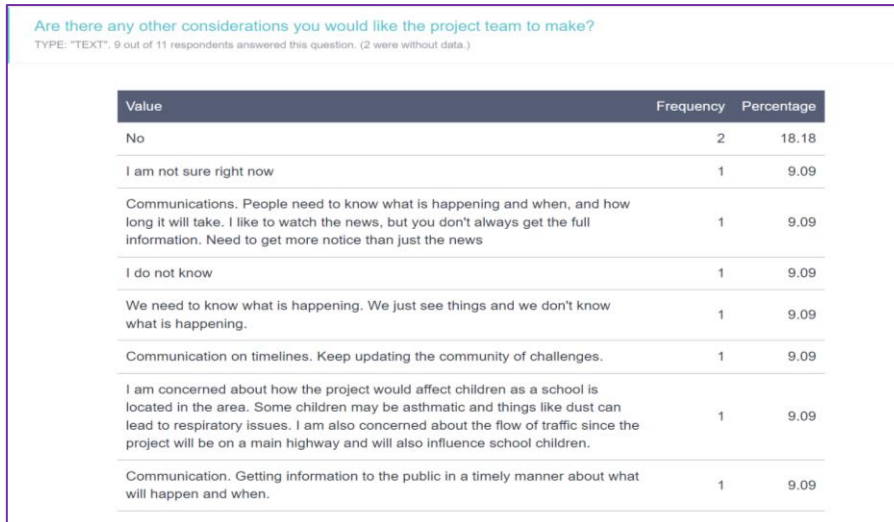 Are there any other considerations you would like the project team to make?
TYPE: "TEXT". 9 out of 11 respondents answered this question. (2 were without data.)
Value Frequency Percentage
No 2 18.18
I am not sure right now 1 9.09
Communications. People need to know what is happening and when, and how
long it will take. I like to watch the news, but you don't always get the full 1 9.09
information. Need to get more notice than just the news
I do not know 1 9.09
We need to know what is happening. We just see things and we don't know 1 9.09
what is happening.
Communication on timelines. Keep updating the community of challenges. 1 9.09
I am concerned about how the project would affect children as a school is
located in the area. Some children may be asthmatic and things like dust can
lead to respiratory issues. I am also concerned about the flow of traffic since the 1 9.09
project will be on a main highway and will also influence school children.
Communication. Getting information to the public in a timely manner about what 1 9.09
will happen and when.